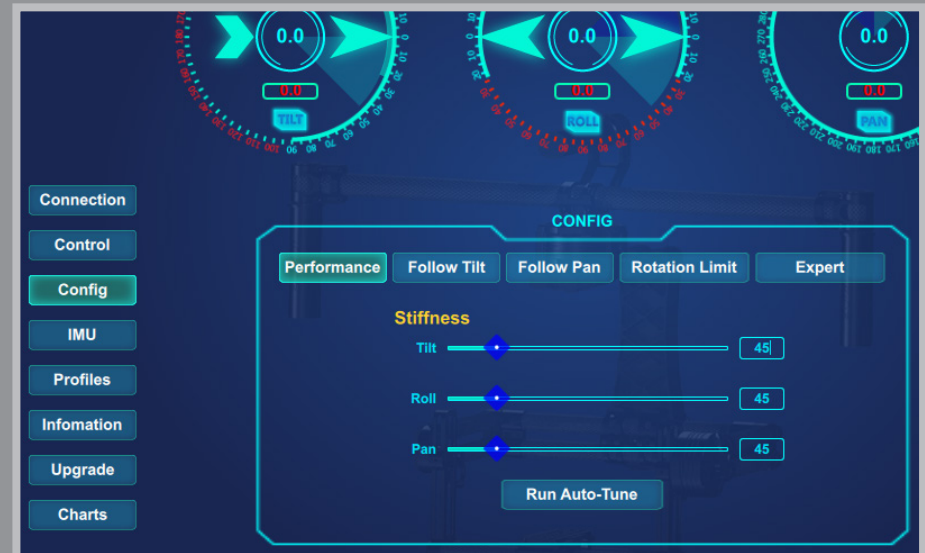 0.0
0.0
0.0
0.0
0.0
0.0
TILT
ROLL
PAN
Connection
Control
Config
IMU
Profiles
Infomation
Upgrade
Charts
CONFIG
Performance Follow Tilt Follow Pan Rotation Limit Expert
Stiffness
Tilt 45
Roll 45
Pan 45
Run Auto-Tune